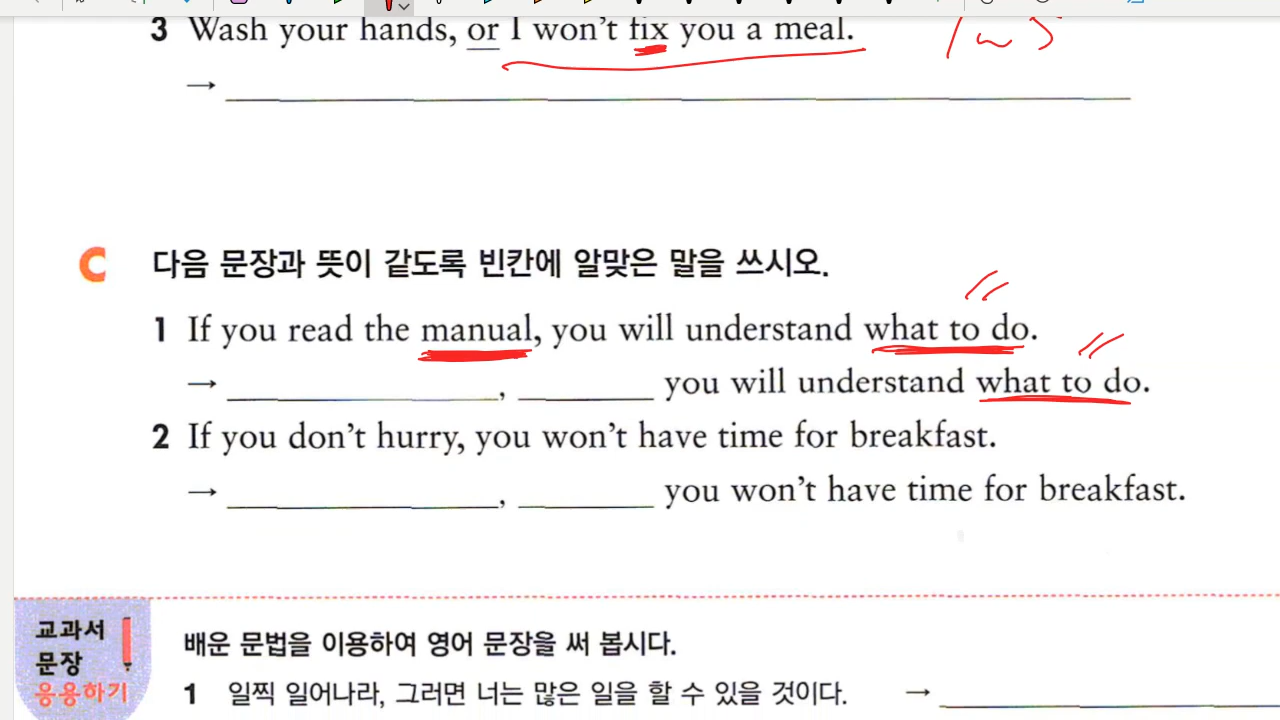 3 Wash your hands, or I won't fix you a meal.
→
C 다음 문장과 뜻이 같도록 빈칸에 알맞은 말을 쓰시오.
1 If you read the manual, you will understand what to do.
→ , you will understand what to do.
2 If you don't hurry, you won't have time for breakfast.
→ , you won't have time for breakfast.
교과서
문장
응용하기
배운 문법을 이용하여 영어 문장을 써 봅시다.
1 일찍 일어나라, 그러면 너는 많은 일을 할 수 있을 것이다. →